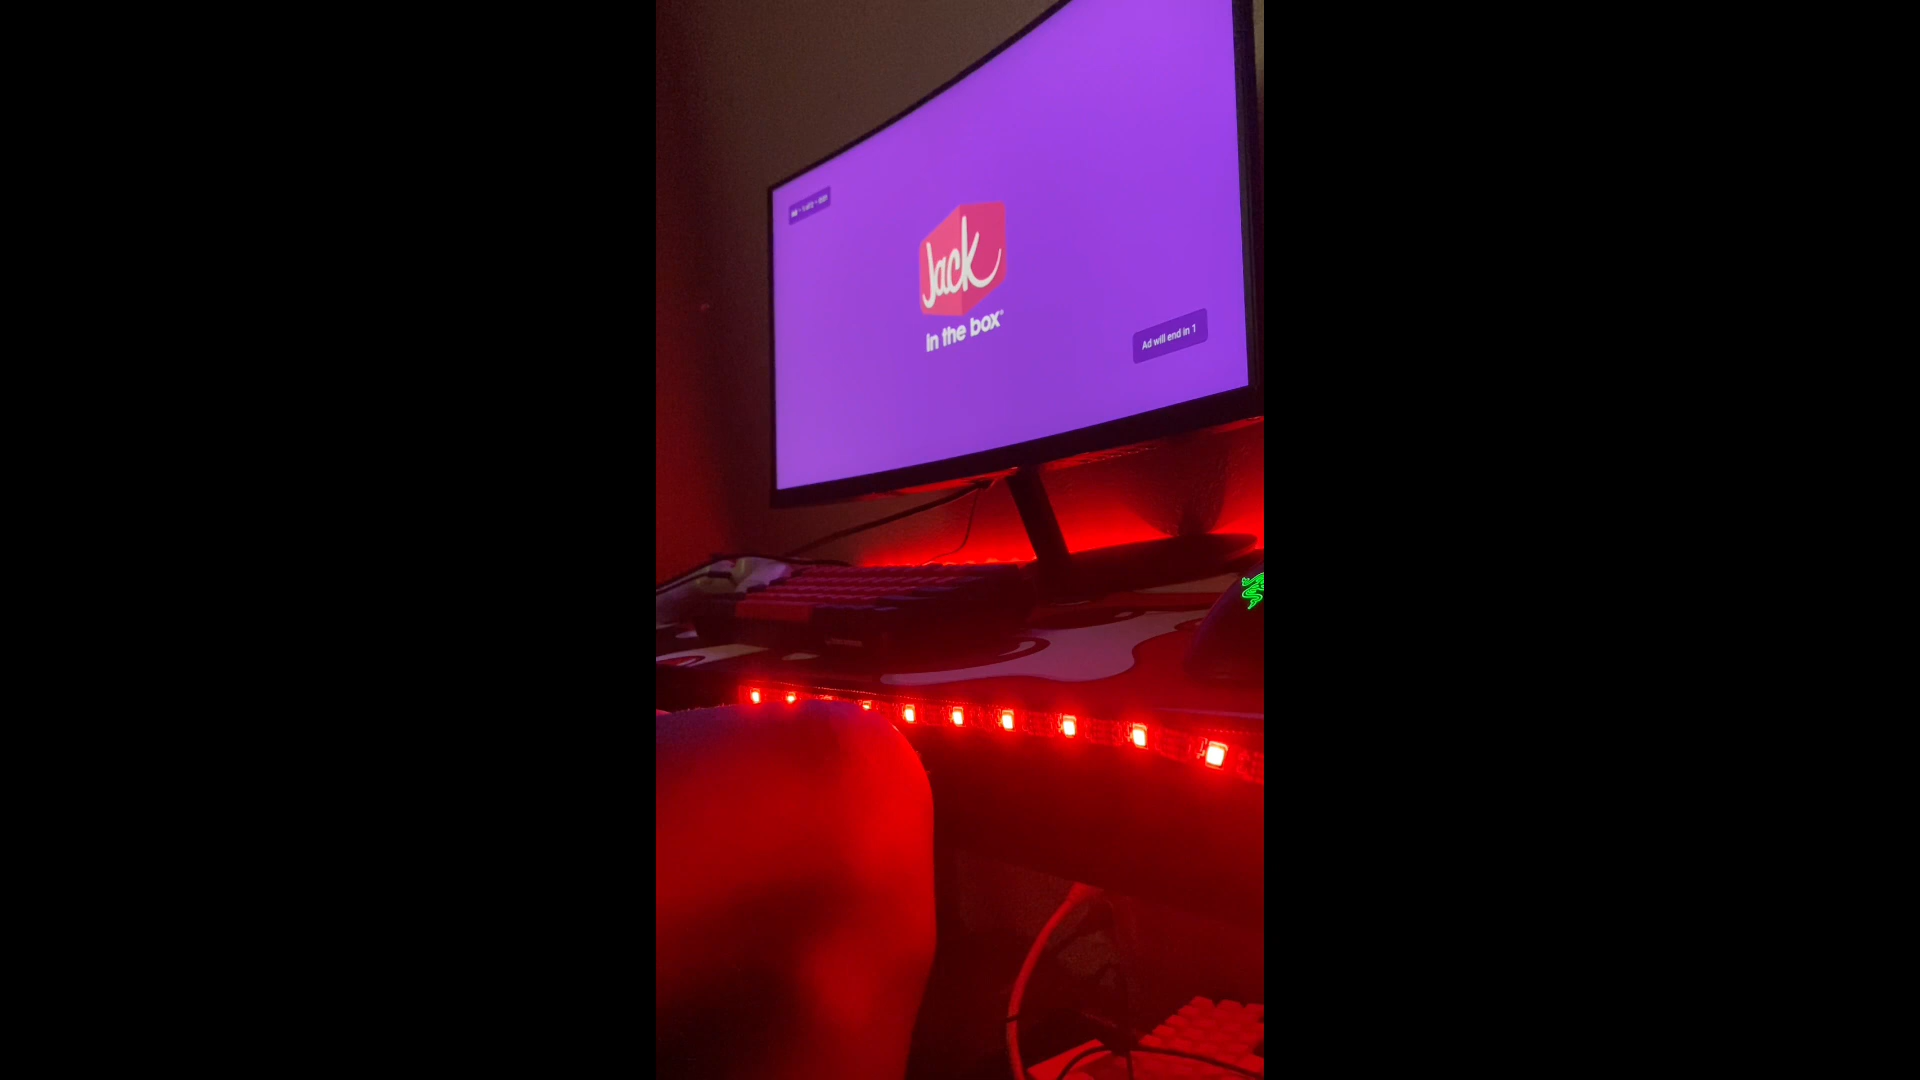 Jack
in the box®
Ad will end in 1